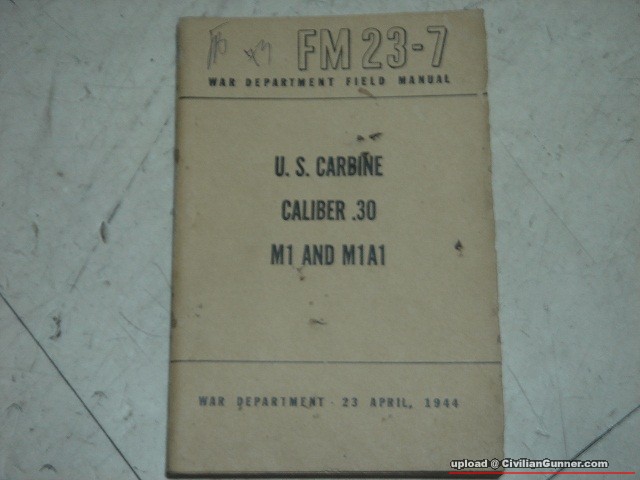 FM 23-7
WAR DEPARTMENT FIELD MANUAL
U. S. CARBINE
CALIBER .30
M1 AND M1A1
WAR DEPARTMENT · 23 APRIL, 1944
upload @ CivilianGunner.com